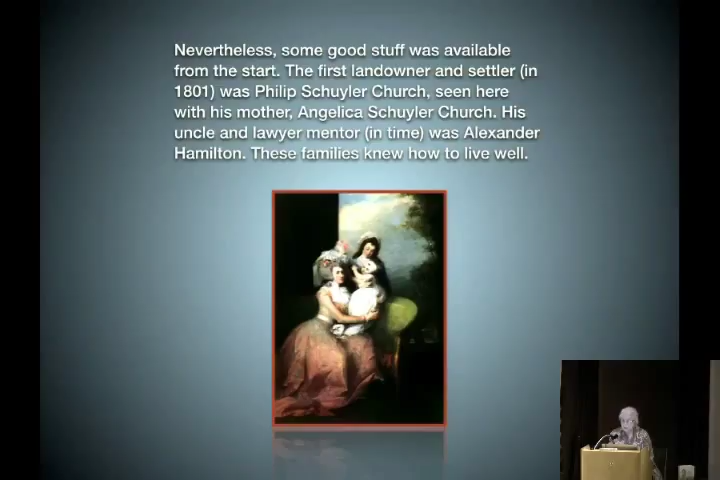 Nevertheless, some good stuff was available
from the start. The first landowner and settler (in
1801) was Philip Schuyler Church, seen here
with his mother, Angelica Schuyler Church. His
uncle and lawyer mentor (in time) was Alexander
Hamilton. These families knew how to live well.